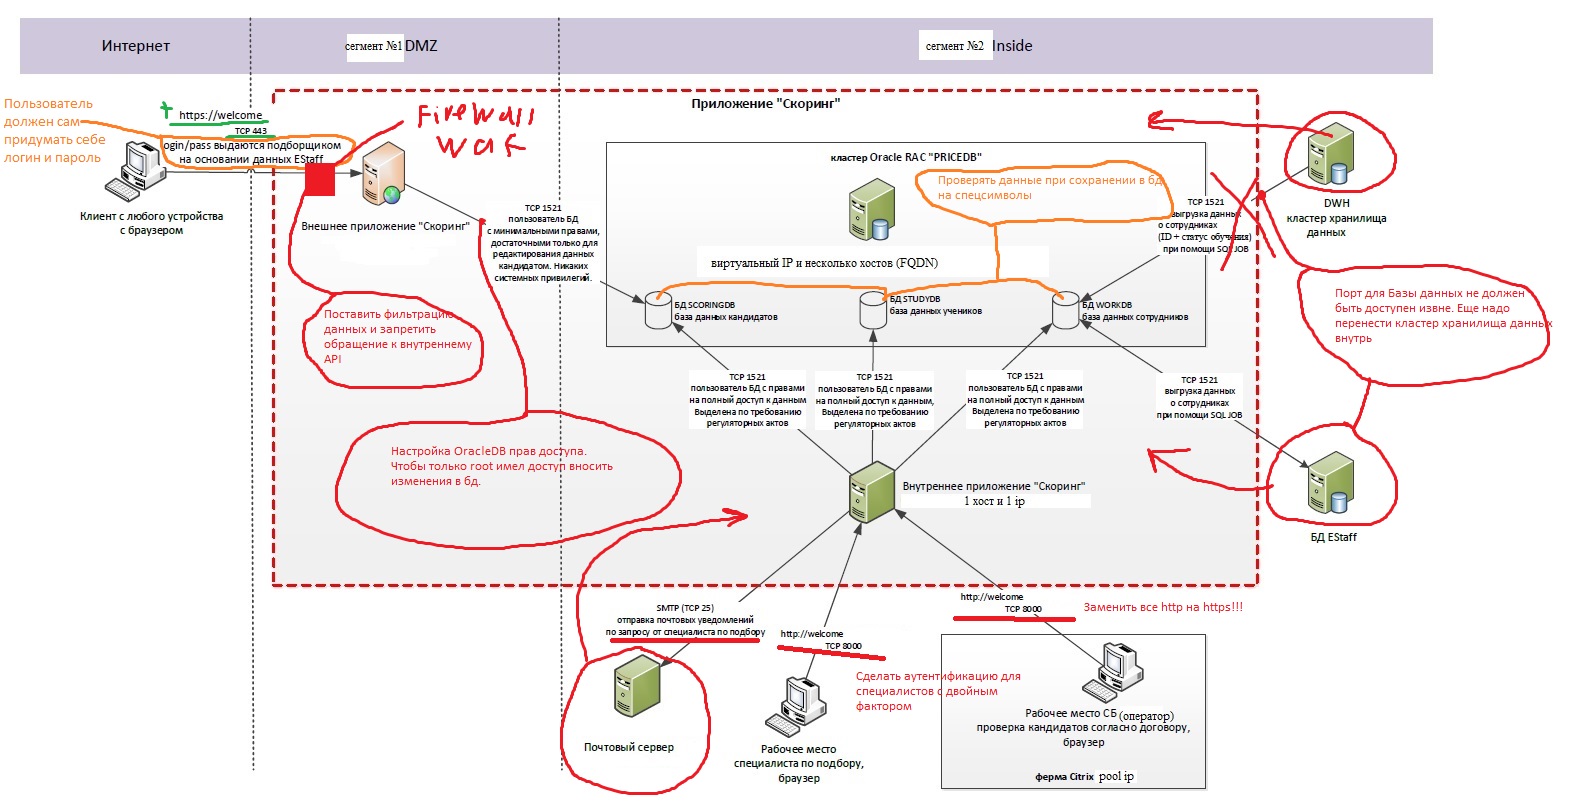 Интернет
сегмент №1 DMZ
сегмент №2 Inside
Пользователь
должен сам
придумать себе
логин и пароль
+
https://welcome
TCP 443
login/pass выдаются подборщиком
на основании данных EStaff
Клиент с любого устройства
с браузером
Firewall
WAF
Внешнее приложение "Скоринг"
Поставить фильтрацию
данных и запретить
обращение к внутреннему
API
TCP 1521
пользователь БД
с минимальными правами,
достаточными только для
редактирования данных
кандидатом. Никаких
системных привилегий.
Настройка OracleDB прав доступа.
Чтобы только root имел доступ вносить
изменения в бд.
Приложение "Скоринг"
кластер Oracle RAC "PRICEDB"
Проверять данные при сохранении в бд
на спецсимволы
виртуальный IP и несколько хостов (FQDN)
БД SCORINGDB
база данных кандидатов
БД STUDYDB
база данных учеников
БД WORKDB
база данных сотрудников
TCP 1521
выгрузка данных
о сотрудниках
(ID + статус обучения)
при помощи SQL JOB
DWH
кластер хранилища
данных
Порт для Базы данных не должен
быть доступен извне. Еще надо
перенести кластер хранилища данных
внутрь
TCP 1521
пользователь БД с правами
на полный доступ к данным
Выделена по требованию
регуляторных актов
TCP 1521
пользователь БД с правами
на полный доступ к данным,
Выделена по требованию
регуляторных актов
TCP 1521
пользователь БД с правами
на полный доступ к данным
Выделена по требованию
регуляторных актов
TCP 1521
выгрузка данных
о сотрудниках
при помощи SQL JOB
БД EStaff
Внутреннее приложение "Скоринг"
1 хост и 1 ip
SMTP (TCP 25)
отправка почтовых уведомлений
по запросу от специалиста по подбору
Почтовый сервер
http://welcome
TCP 8000
Сделать аутентификацию для
специалистов с двойным
фактором
Рабочее место
специалиста по подбору,
браузер
http://welcome
TCP 8000
Заменить все http на https!!!
Рабочее место СБ (оператор)
проверка кандидатов согласно договору,
браузер
ферма Citrix pool ip